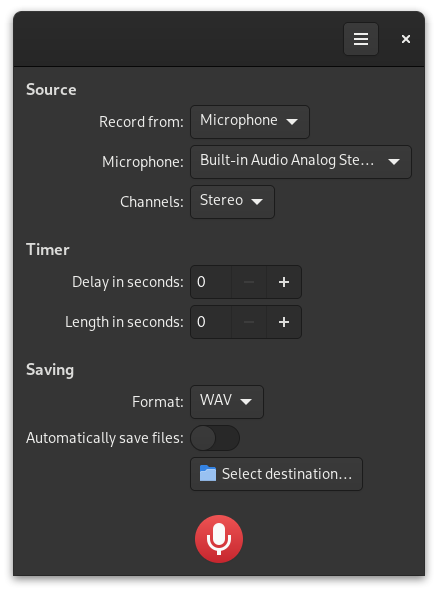 Source
Record from: Microphone
Microphone: Built-in Audio Analog Ste...
Channels: Stereo
Timer
Delay in seconds: 0 − +
Length in seconds: 0 − +
Saving
Format: WAV
Automatically save files:
Select destination...